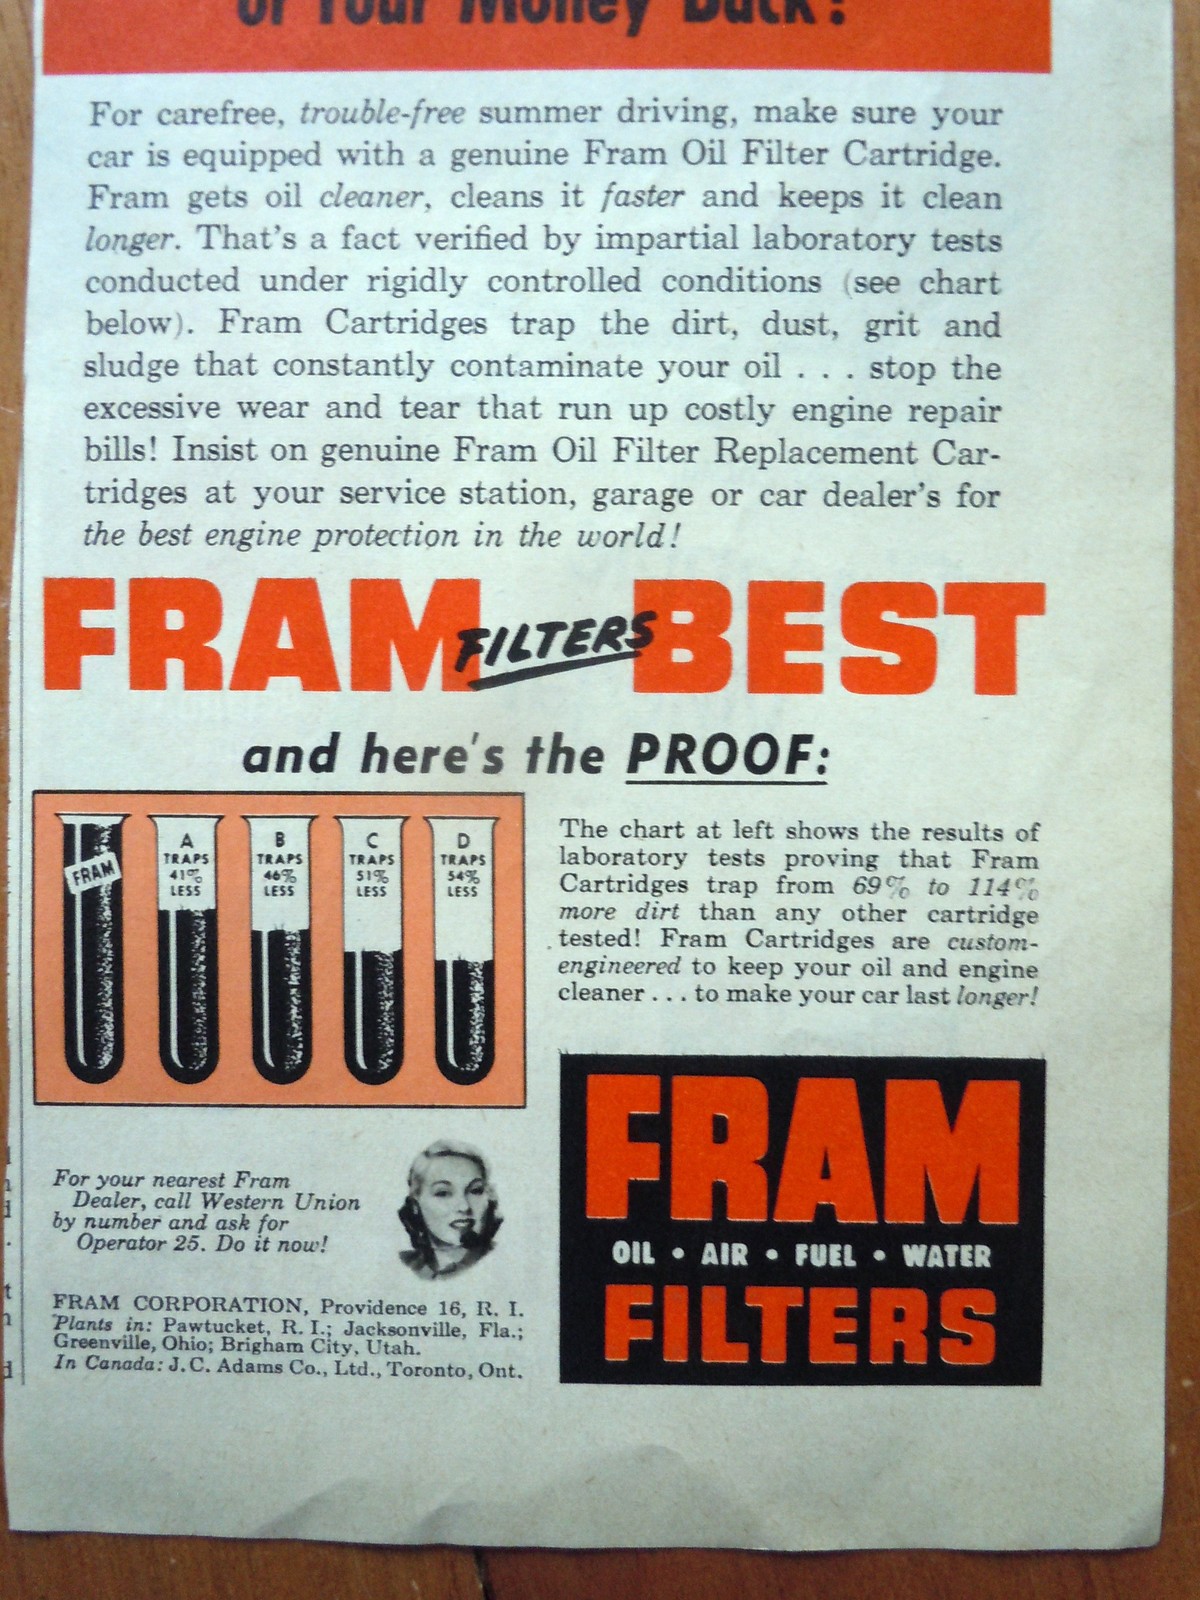 or Your Money Back!
For carefree, trouble-free summer driving, make sure your
car is equipped with a genuine Fram Oil Filter Cartridge.
Fram gets oil cleaner, cleans it faster and keeps it clean
longer. That's a fact verified by impartial laboratory tests
conducted under rigidly controlled conditions (see chart
below). Fram Cartridges trap the dirt, dust, grit and
sludge that constantly contaminate your oil . . . stop the
excessive wear and tear that run up costly engine repair
bills! Insist on genuine Fram Oil Filter Replacement Car-
tridges at your service station, garage or car dealer's for
the best engine protection in the world!
FRAM FILTERS BEST
and here's the PROOF:
FRAM
A
TRAPS
41%
LESS
B
TRAPS
46%
LESS
C
TRAPS
51%
LESS
D
TRAPS
54%
LESS
The chart at left shows the results of
laboratory tests proving that Fram
Cartridges trap from 69% to 114%
more dirt than any other cartridge
tested! Fram Cartridges are custom-
engineered to keep your oil and engine
cleaner . . . to make your car last longer!
For your nearest Fram
Dealer, call Western Union
by number and ask for
Operator 25. Do it now!
FRAM CORPORATION, Providence 16, R. I.
Plants in: Pawtucket, R. I.; Jacksonville, Fla.;
Greenville, Ohio; Brigham City, Utah.
In Canada: J. C. Adams Co., Ltd., Toronto, Ont.
FRAM
OIL • AIR • FUEL • WATER
FILTERS